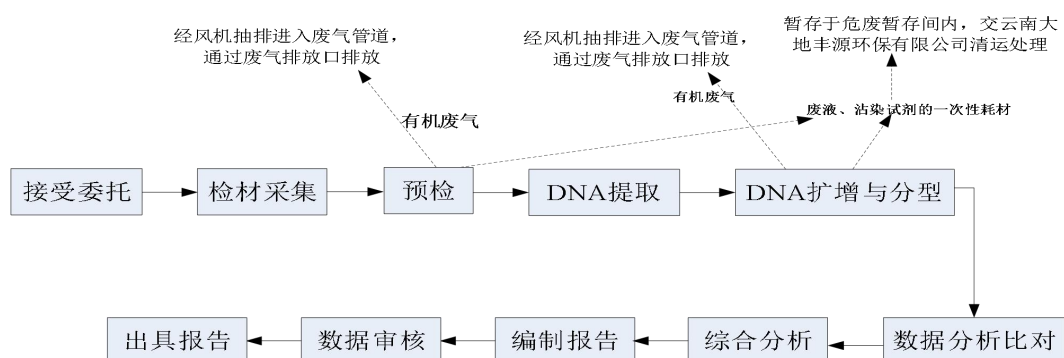 经风机抽排进入废气管道，
通过废气排放口排放
经风机抽排进入废气管道，
通过废气排放口排放
暂存于危废暂存间内，交云南大
地丰源环保有限公司清运处理
有机废气
有机废气
废液、沾染试剂的一次性耗材
接受委托
检材采集
预检
DNA提取
DNA扩增与分型
出具报告
数据审核
编制报告
综合分析
数据分析比对